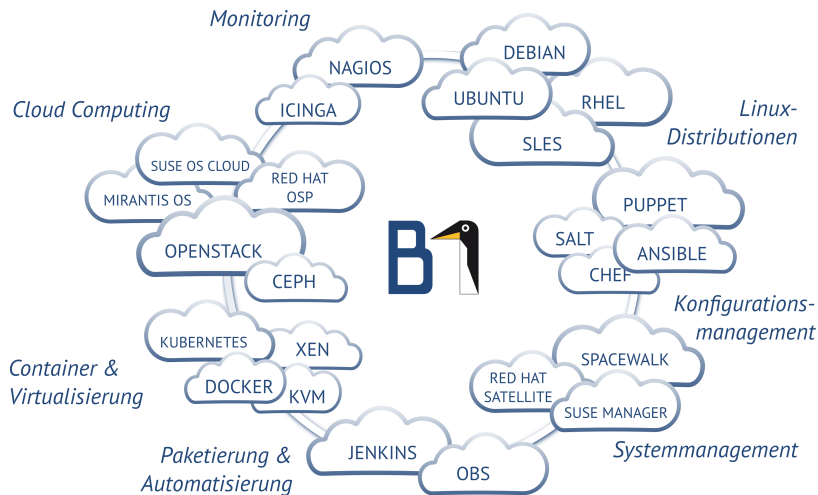 Monitoring
NAGIOS
ICINGA
DEBIAN
UBUNTU
RHEL
SLES
Linux-
Distributionen
Cloud Computing
SUSE OS CLOUD
MIRANTIS OS
RED HAT
OSP
OPENSTACK
CEPH
B1
PUPPET
SALT
ANSIBLE
CHEF
Konfigurations-
management
KUBERNETES
XEN
DOCKER
KVM
Container &
Virtualisierung
SPACEWALK
RED HAT
SATELLITE
SUSE MANAGER
Systemmanagement
JENKINS
OBS
Paketierung &
Automatisierung